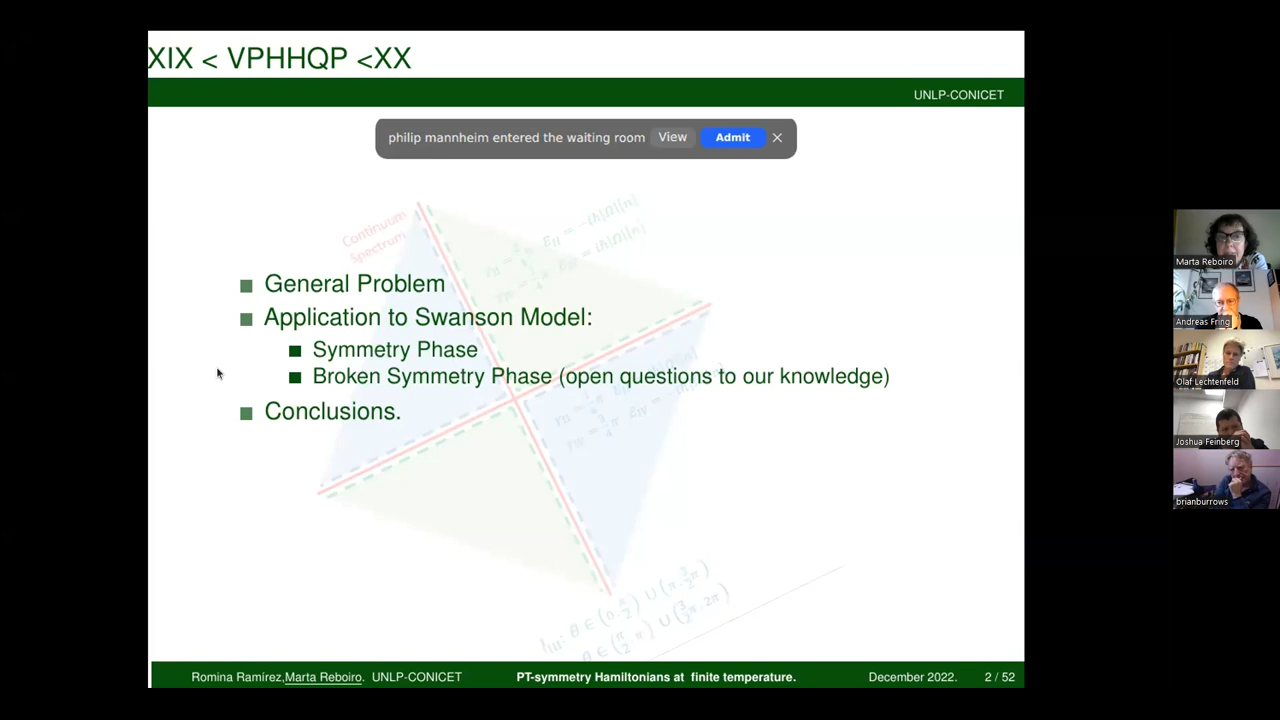 XIX < VPHHQP <XX
UNLP-CONICET
philip mannheim entered the waiting room View Admit
Continuum
Spectrum
General Problem
Application to Swanson Model:
Symmetry Phase
Broken Symmetry Phase (open questions to our knowledge)
Conclusions.
Romina Ramírez,Marta Reboiro. UNLP-CONICET PT-symmetry Hamiltonians at finite temperature. December 2022. 2 / 52
Marta Reboiro
Andreas Fring
Olaf Lechtenfeld
Joshua Feinberg
brianburrows